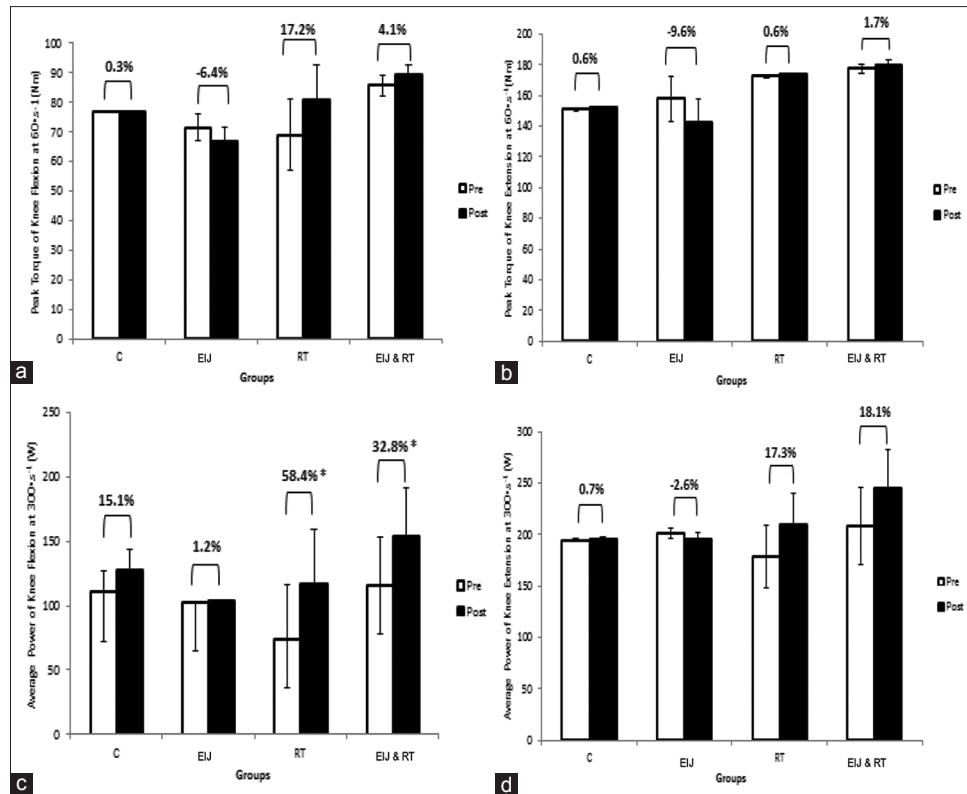 Peak Torque of Knee Flexion at 60•s-1 (Nm)
100
90
80
70
60
50
40
30
20
10
0
0.3%
-6.4%
17.2%
4.1%
C
EIJ
RT
EIJ & RT
Groups
Pre
Post
a
Peak Torque of Knee Extension at 60•s⁻¹ (Nm)
200
180
160
140
120
100
80
60
40
20
0
0.6%
-9.6%
0.6%
1.7%
C
EIJ
RT
EIJ & RT
Groups
Pre
Post
b
Average Power of Knee Flexion at 300•s⁻¹ (W)
250
200
150
100
50
0
15.1%
1.2%
58.4% *
32.8% *
C
EIJ
RT
EIJ & RT
Groups
Pre
Post
c
Average Power of Knee Extension at 300•s⁻¹ (W)
300
250
200
150
100
50
0
0.7%
-2.6%
17.3%
18.1%
C
EIJ
RT
EIJ & RT
Groups
Pre
Post
d